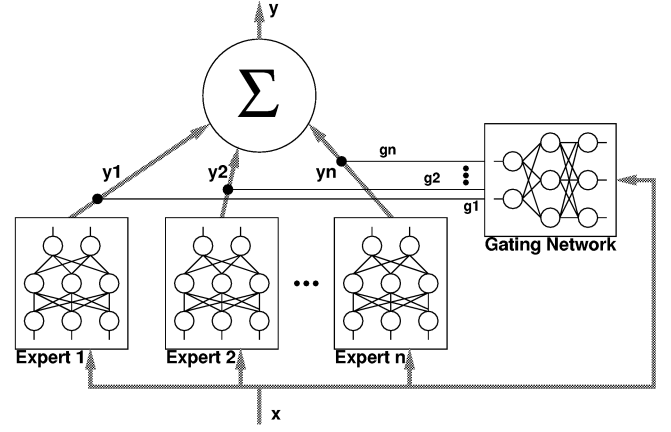 y
Σ
gn
y1
y2
yn
g2
g1
Gating Network
Expert 1
Expert 2
Expert n
x